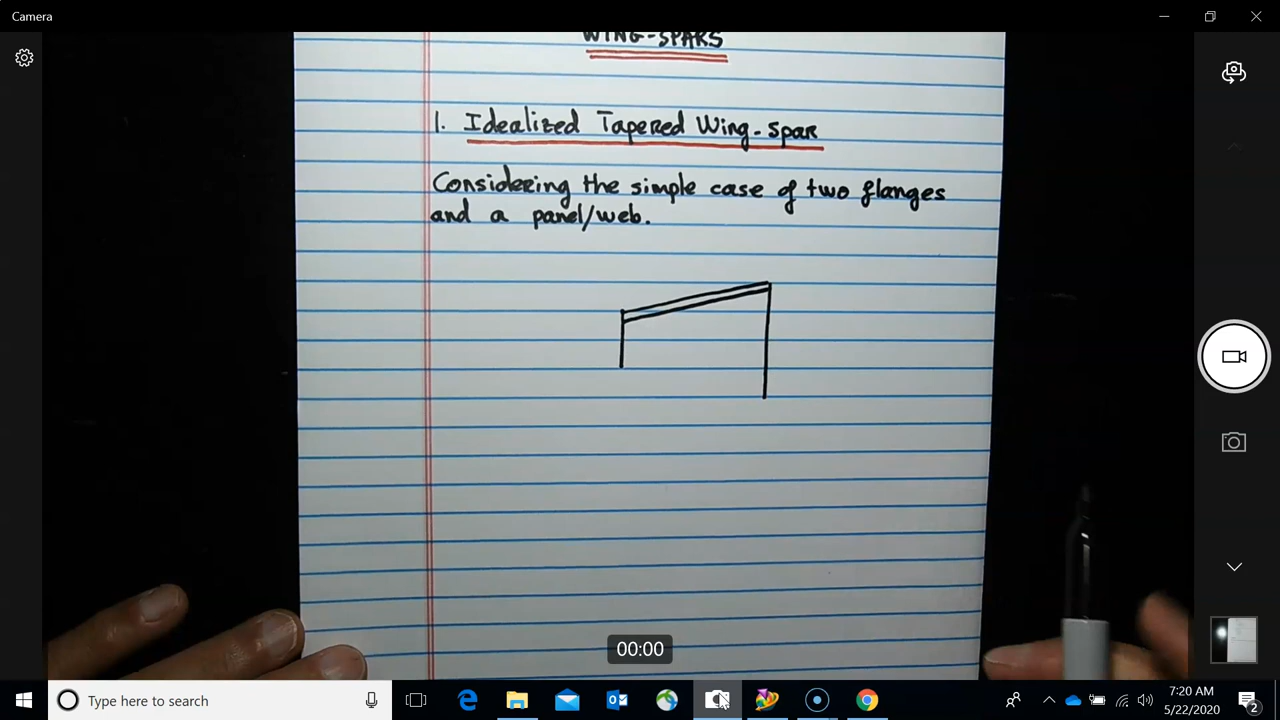 Camera
WING-SPARS
1. Idealized Tapered Wing-spar
Considering the simple case of two flanges
and a panel/web.
00:00
Type here to search
7:20 AM
5/22/2020
2